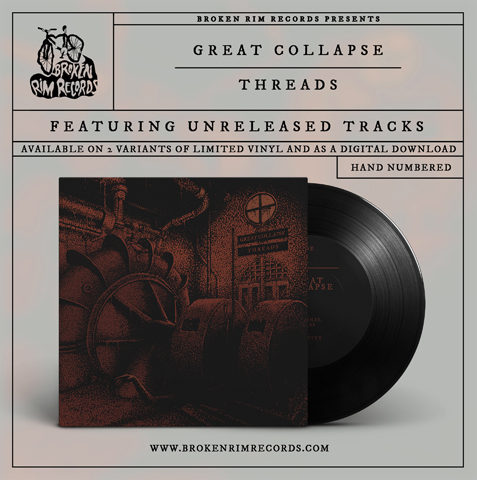 BROKEN RIM RECORDS PRESENTS
BROKEN
RIM RECORDS
GREAT COLLAPSE
THREADS
FEATURING UNRELEASED TRACKS
AVAILABLE ON 2 VARIANTS OF LIMITED VINYL AND AS A DIGITAL DOWNLOAD
HAND NUMBERED
GREAT COLLAPSE
THREADS
WWW.BROKENRIMRECORDS.COM